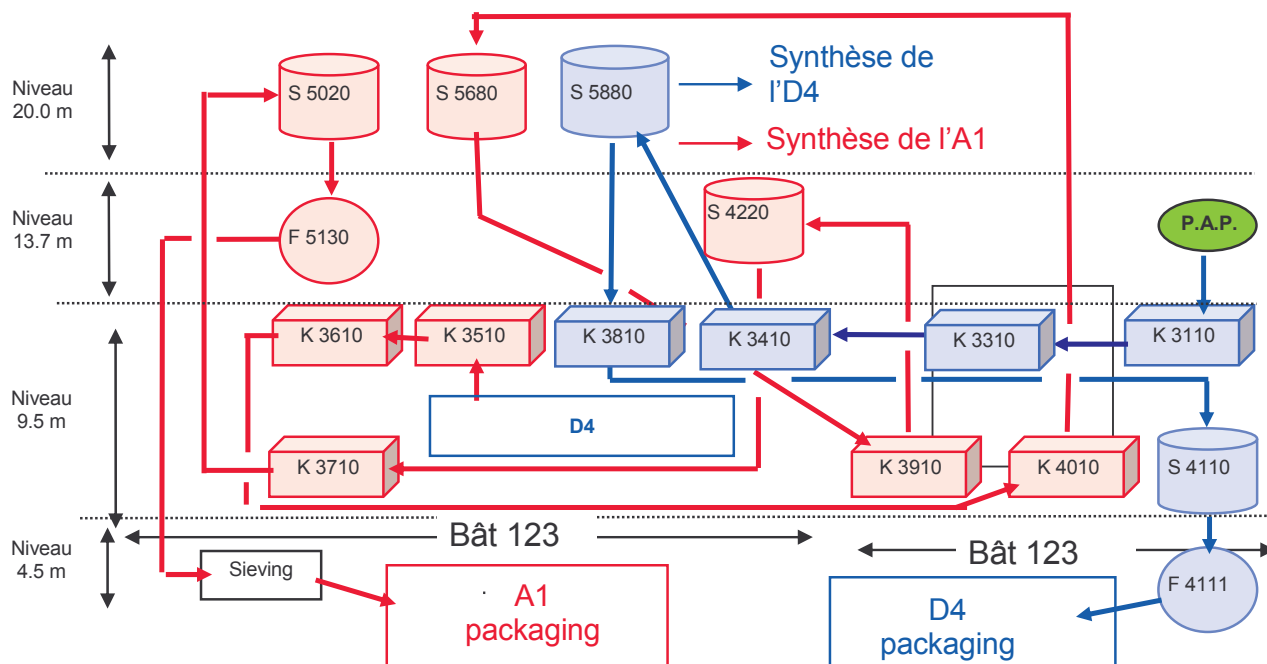 Niveau
20.0 m
S 5020
S 5680
S 5880
Synthèse de
l'D4
Synthèse de l'A1
Niveau
13.7 m
F 5130
S 4220
P.A.P.
Niveau
9.5 m
K 3610
K 3510
K 3810
K 3410
K 3310
K 3110
D4
K 3710
K 3910
K 4010
S 4110
Niveau
4.5 m
Bât 123
Bât 123
Sieving
A1
packaging
D4
packaging
F 4111